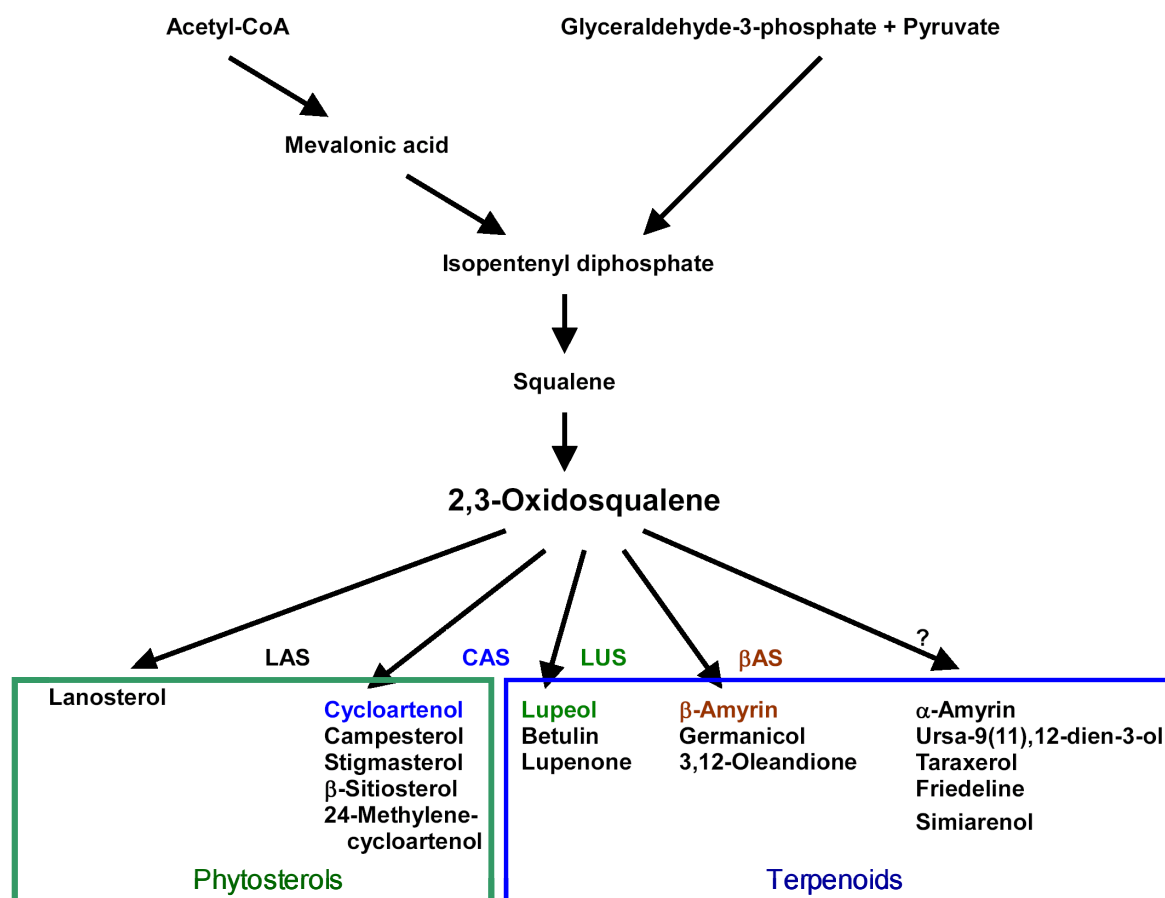 Acetyl-CoA
Glyceraldehyde-3-phosphate + Pyruvate
Mevalonic acid
Isopentenyl diphosphate
Squalene
2,3-Oxidosqualene
?
LAS
CAS
LUS
βAS
Lanosterol
Cycloartenol
Campesterol
Stigmasterol
β-Sitiosterol
24-Methylene-
cycloartenol
Phytosterols
Lupeol
Betulin
Lupenone
β-Amyrin
Germanicol
3,12-Oleandione
α-Amyrin
Ursa-9(11),12-dien-3-ol
Taraxerol
Friedeline
Simiarenol
Terpenoids